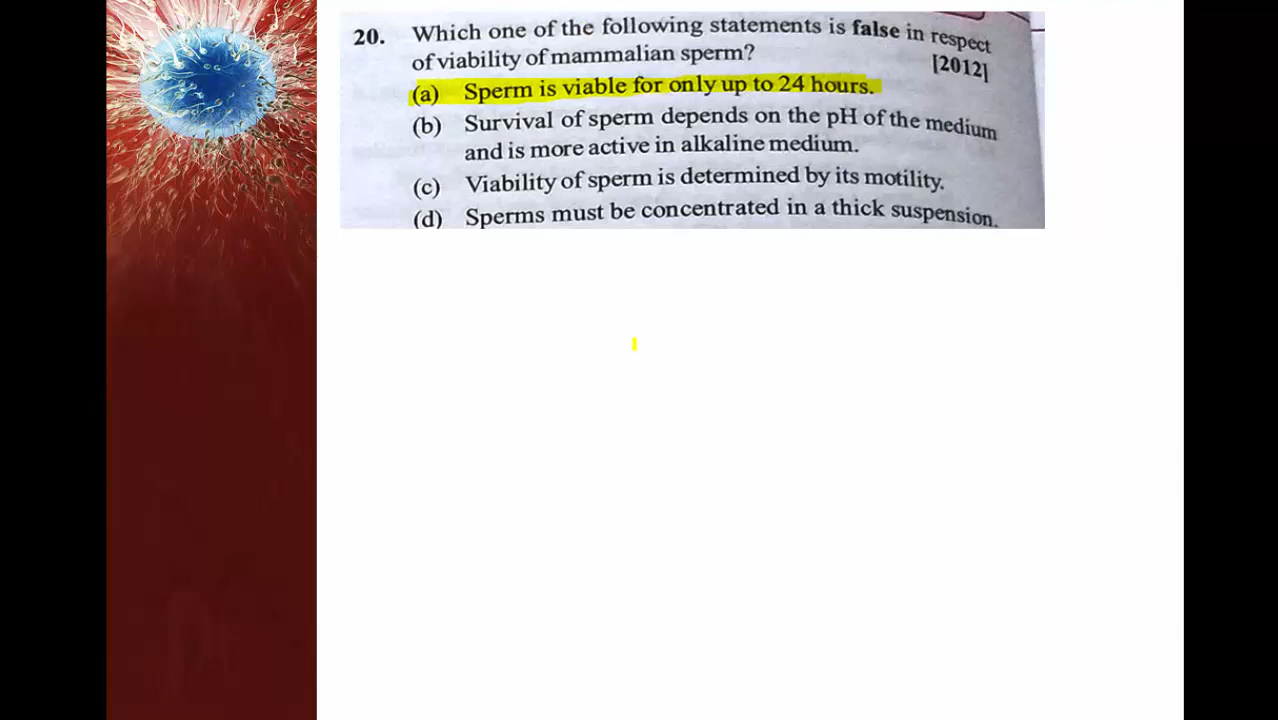 20. Which one of the following statements is false in respect
of viability of mammalian sperm? [2012]
(a) Sperm is viable for only up to 24 hours.
(b) Survival of sperm depends on the pH of the medium
and is more active in alkaline medium.
(c) Viability of sperm is determined by its motility.
(d) Sperms must be concentrated in a thick suspension.